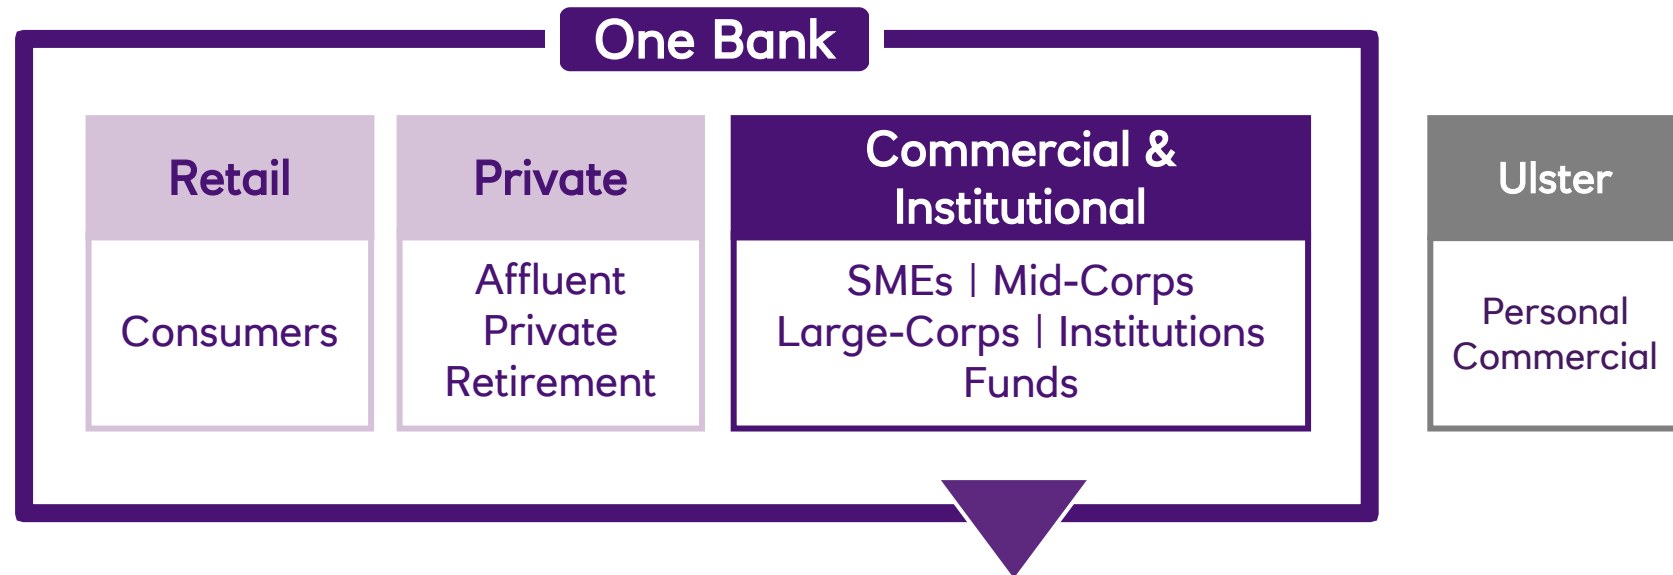 One Bank
Retail
Consumers
Private
Affluent
Private
Retirement
Commercial &
Institutional
SMEs | Mid-Corps
Large-Corps | Institutions
Funds
Ulster
Personal
Commercial